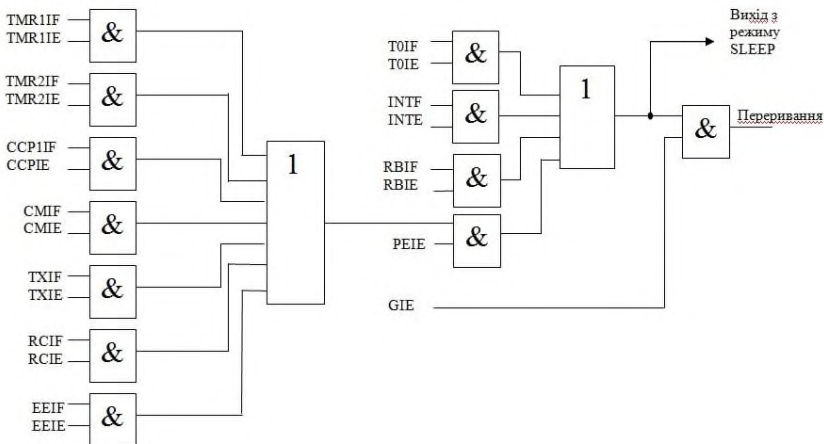 TMR1IF
TMR1IE
&
TMR2IF
TMR2IE
&
CCP1IF
CCPIE
&
CMIF
CMIE
&
TXIF
TXIE
&
RCIF
RCIE
&
EEIF
EEIE
&
1
T0IF
T0IE
&
INTF
INTE
&
RBIF
RBIE
&
PEIE
&
GIE
1
Вихід з
режиму
SLEEP
&
Переривання